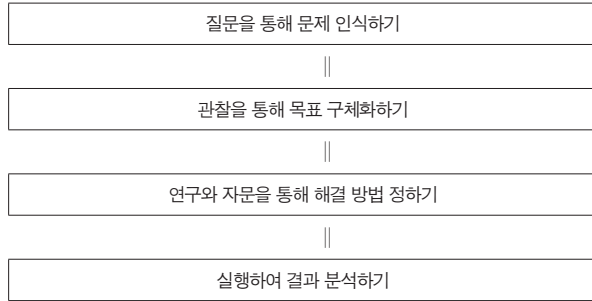 질문을 통해 문제 인식하기
||
관찰을 통해 목표 구체화하기
||
연구와 자문을 통해 해결 방법 정하기
||
실행하여 결과 분석하기